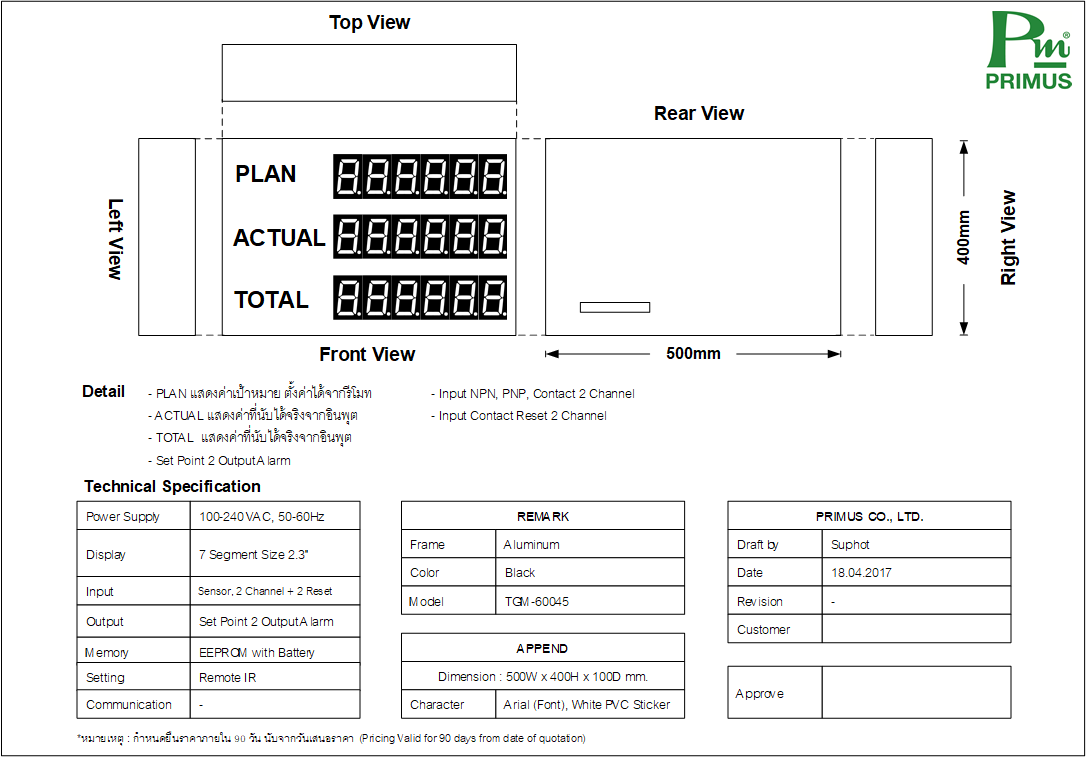 Top View
Pm®
PRIMUS
Rear View
Left View
PLAN 888888
ACTUAL 888888
TOTAL 888888
400mm
Right View
Front View
500mm
Detail
- PLAN แสดงค่าเป้าหมาย ตั้งค่าได้จากรีโมท
- ACTUAL แสดงค่าที่นับได้จริงจากอินพุต
- TOTAL แสดงค่าที่นับได้จริงจากอินพุต
- Set Point 2 Output Alarm
- Input NPN, PNP, Contact 2 Channel
- Input Contact Reset 2 Channel
Technical Specification
Power Supply 100-240VAC, 50-60Hz
Display 7 Segment Size 2.3"
Input Sensor, 2 Channel + 2 Reset
Output Set Point 2 Output Alarm
Memory EEPROM with Battery
Setting Remote IR
Communication -
REMARK
Frame Aluminum
Color Black
Model TGM-60045
APPEND
Dimension : 500W x 400H x 100D mm.
Character Arial (Font), White PVC Sticker
PRIMUS CO., LTD.
Draft by Suphot
Date 18.04.2017
Revision -
Customer
Approve
*หมายเหตุ : กำหนดยืนราคาภายใน 90 วัน นับจากวันเสนอราคา (Pricing Valid for 90 days from date of quotation)